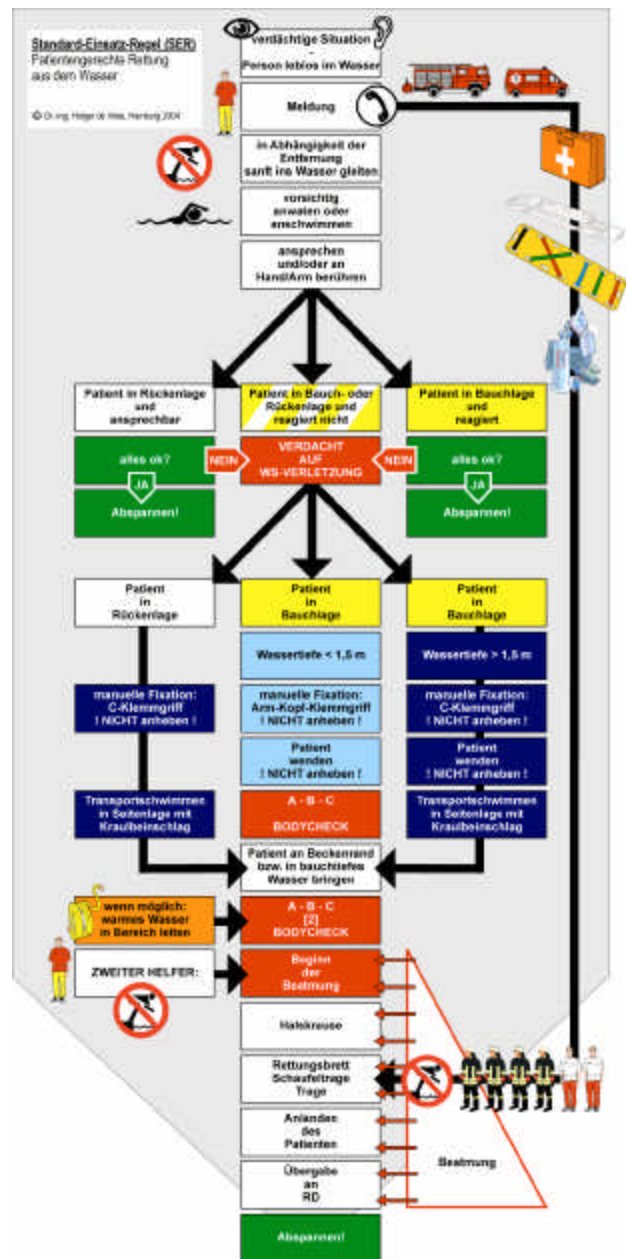 Standard-Einsatz-Regel (SER)
Patientengerechte Rettung
aus dem Wasser
Hamburg 2004
verdächtige Situation
-
Person leblos im Wasser
Meldung
in Abhängigkeit der
Entfernung
sanft ins Wasser gleiten
vorsichtig
anwaten oder
anschwimmen
ansprechen
und/oder an
Hand/Arm berühren
Patient in Rückenlage
und
ansprechbar
Patient in Bauch- oder
Rückenlage und
reagiert nicht
Patient in Bauchlage
und
reagiert
alles ok?
NEIN
VERDACHT
AUF
WS-VERLETZUNG
NEIN
alles ok?
JA
JA
Abspannen!
Abspannen!
Patient
in
Rückenlage
Patient
in
Bauchlage
Patient
in
Bauchlage
Wassertiefe < 1,5 m
Wassertiefe > 1,5 m
manuelle Fixation:
C-Klemmgriff
! NICHT anheben !
manuelle Fixation:
Arm-Kopf-Klemmgriff
! NICHT anheben !
manuelle Fixation:
C-Klemmgriff
! NICHT anheben !
Patient
wenden
! NICHT anheben !
Patient
wenden
! NICHT anheben !
Transportschwimmen
in Seitenlage mit
Kraulbeinschlag
A - B - C
BODYCHECK
Transportschwimmen
in Seitenlage mit
Kraulbeinschlag
Patient an Beckenrand
bzw. in bauchtiefes
Wasser bringen
wenn möglich:
warmes Wasser
in Bereich leiten
A - B - C
[2]
BODYCHECK
ZWEITER HELFER:
Beginn
der
Beatmung
Halskrause
Rettungsbrett
Schaufeltrage
Trage
Anlanden
des
Patienten
Beatmung
Übergabe
an
RD
Abspannen!